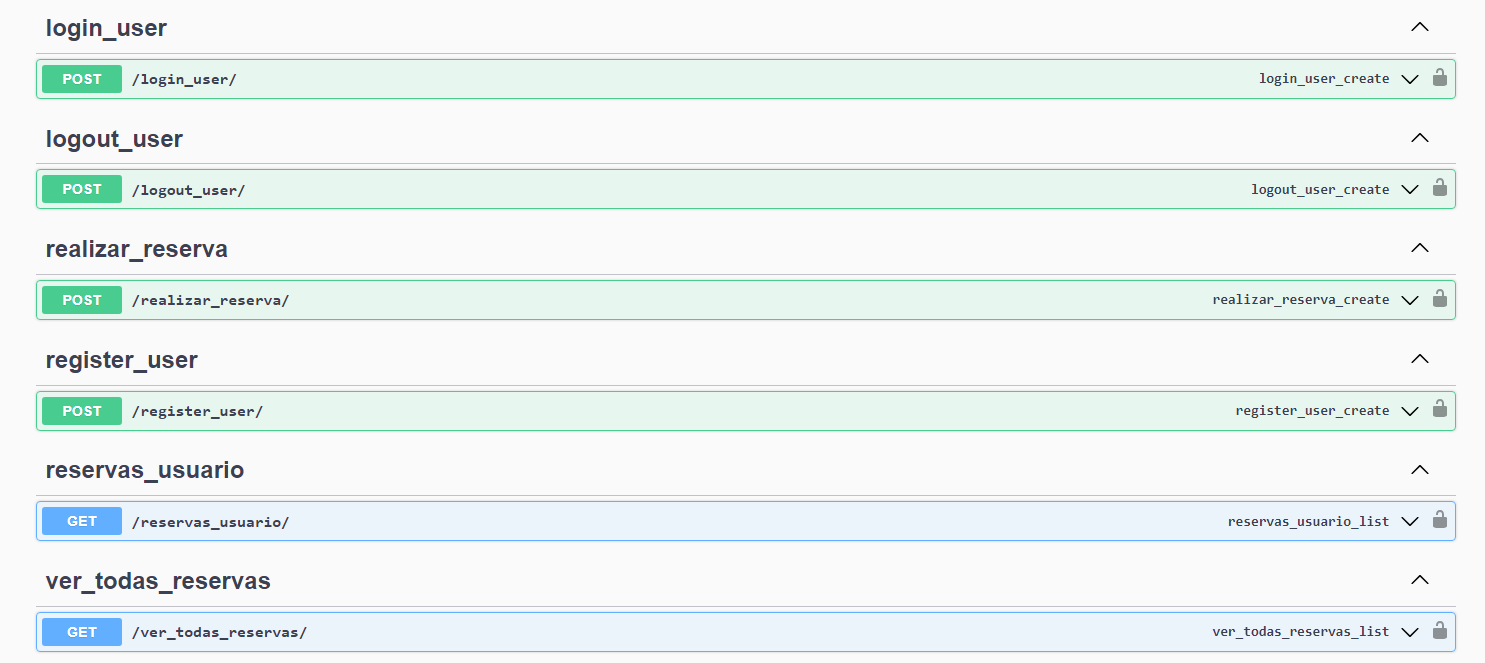 login_user
POST /login_user/ login_user_create
logout_user
POST /logout_user/ logout_user_create
realizar_reserva
POST /realizar_reserva/ realizar_reserva_create
register_user
POST /register_user/ register_user_create
reservas_usuario
GET /reservas_usuario/ reservas_usuario_list
ver_todas_reservas
GET /ver_todas_reservas/ ver_todas_reservas_list